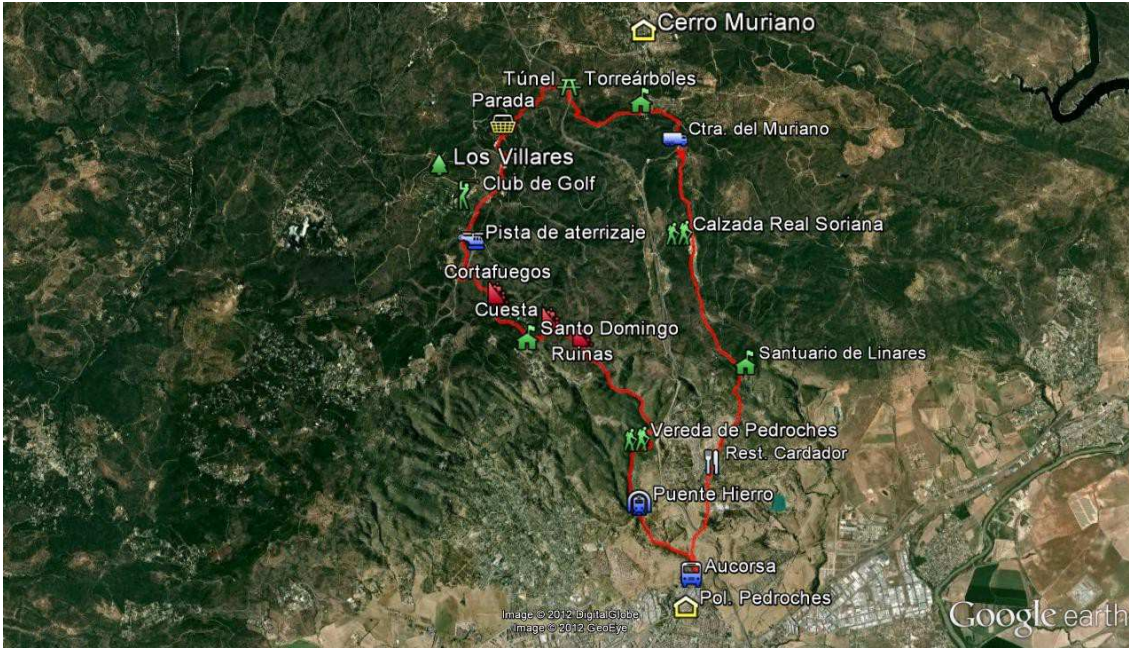 Cerro Muriano
Túnel
Torreárboles
Parada
Ctra. del Muriano
Los Villares
Club de Golf
Calzada Real Soriana
Pista de aterrizaje
Cortafuegos
Cuesta
Santo Domingo
Ruinas
Santuario de Linares
Vereda de Pedroches
Rest. Cardador
Puente Hierro
Aucorsa
Pol. Pedroches
Image © 2012 DigitalGlobe
Image © 2012 GeoEye
Google earth